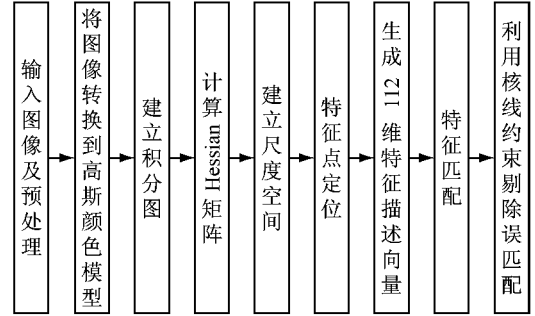 输入图像及预处理
将图像转换到高斯颜色模型
建立积分图
计算Hessian矩阵
建立尺度空间
特征点定位
生成112维特征描述向量
特征匹配
利用核线约束剔除误匹配